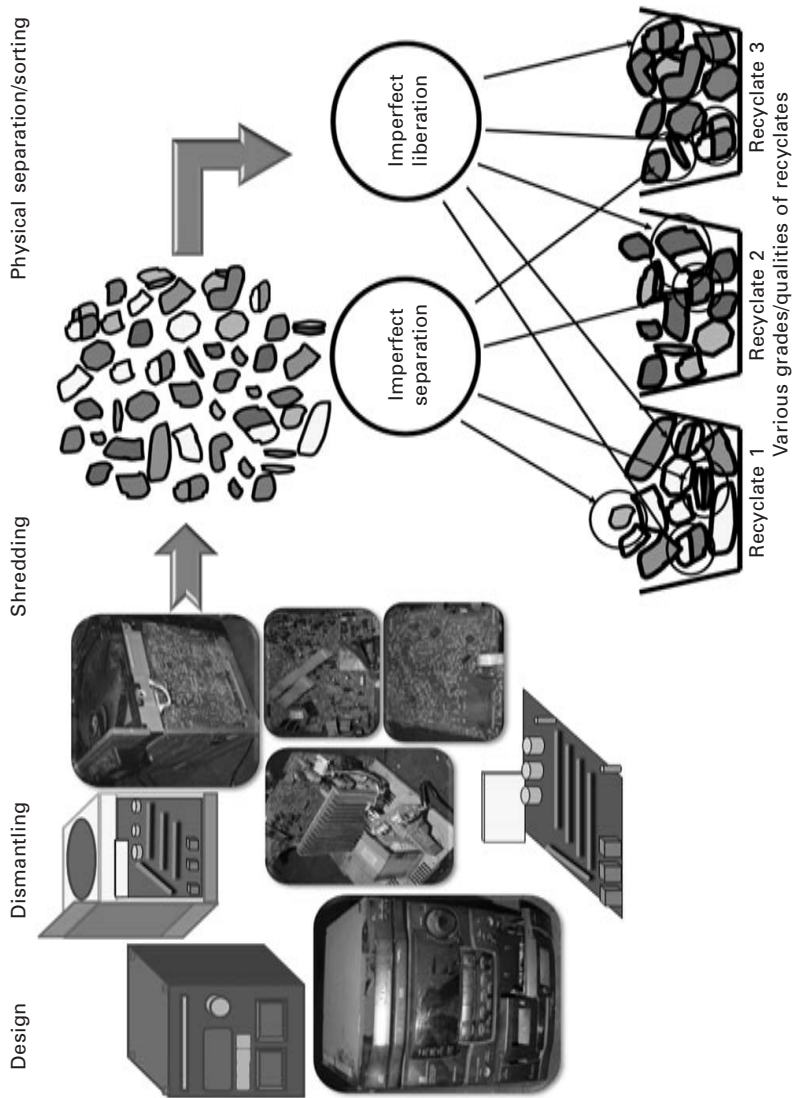 Design
Dismantling
Shredding
Physical separation/sorting
Imperfect
separation
Imperfect
liberation
Recyclate 1
Recyclate 2
Recyclate 3
Various grades/qualities of recyclates